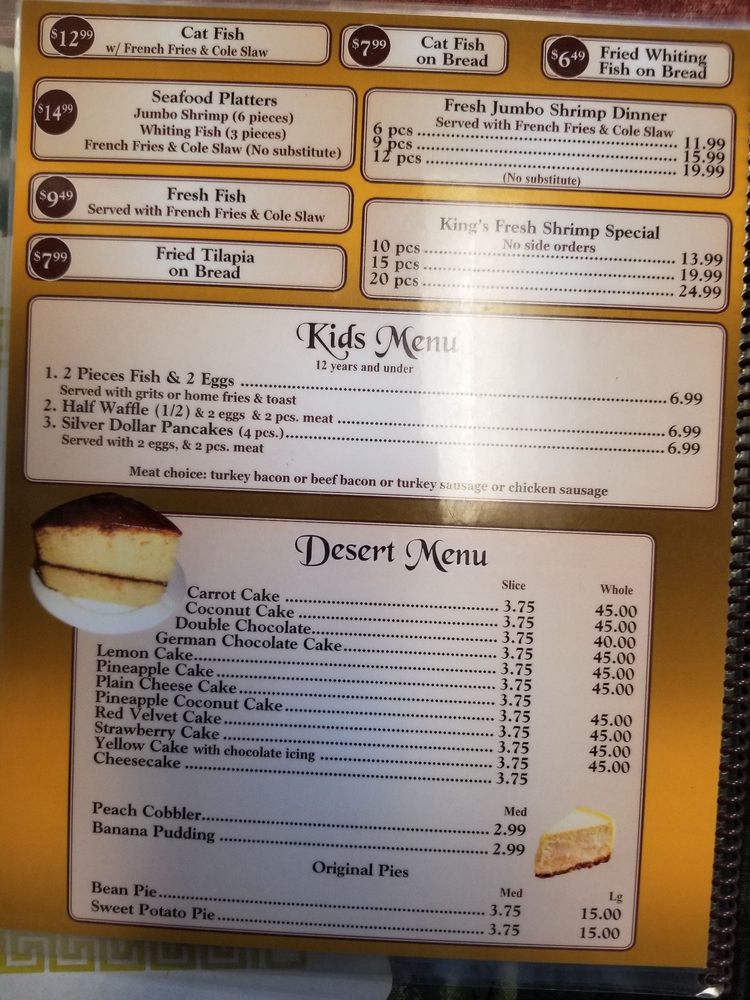 $12.99 Cat Fish
w/ French Fries & Cole Slaw
$7.99 Cat Fish
on Bread
$6.49 Fried Whiting
Fish on Bread
$14.99 Seafood Platters
Jumbo Shrimp (6 pieces)
Whiting Fish (3 pieces)
French Fries & Cole Slaw (No substitute)
Fresh Jumbo Shrimp Dinner
Served with French Fries & Cole Slaw
6 pcs ........ 11.99
9 pcs ........ 15.99
12 pcs ........ 19.99
(No substitute)
$9.49 Fresh Fish
Served with French Fries & Cole Slaw
$7.99 Fried Tilapia
on Bread
King's Fresh Shrimp Special
No side orders
10 pcs ........ 13.99
15 pcs ........ 19.99
20 pcs ........ 24.99
Kids Menu
12 years and under
1. 2 Pieces Fish & 2 Eggs ........ 6.99
Served with grits or home fries & toast
2. Half Waffle (1/2) & 2 eggs & 2 pcs. meat ........ 6.99
3. Silver Dollar Pancakes (4 pcs.) ........ 6.99
Served with 2 eggs, & 2 pcs. meat
Meat choice: turkey bacon or beef bacon or turkey sausage or chicken sausage
Desert Menu
Slice Whole
Carrot Cake ........ 3.75 45.00
Coconut Cake ........ 3.75 45.00
Double Chocolate ........ 3.75 40.00
German Chocolate Cake ........ 3.75 45.00
Lemon Cake ........ 3.75 45.00
Pineapple Cake ........ 3.75 45.00
Plain Cheese Cake ........ 3.75
Pineapple Coconut Cake ........ 3.75 45.00
Red Velvet Cake ........ 3.75 45.00
Strawberry Cake ........ 3.75 45.00
Yellow Cake with chocolate icing ........ 3.75 45.00
Cheesecake ........ 3.75
Med
Peach Cobbler ........ 2.99
Banana Pudding ........ 2.99
Original Pies
Med Lg
Bean Pie ........ 3.75 15.00
Sweet Potato Pie ........ 3.75 15.00